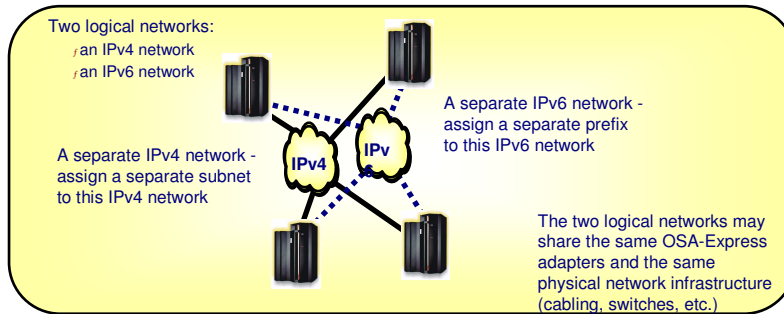 Two logical networks:
ƒ an IPv4 network
ƒ an IPv6 network
A separate IPv6 network -
assign a separate prefix
to this IPv6 network
IPv4
IPv
6
A separate IPv4 network -
assign a separate subnet
to this IPv4 network
The two logical networks may
share the same OSA-Express
adapters and the same
physical network infrastructure
(cabling, switches, etc.)